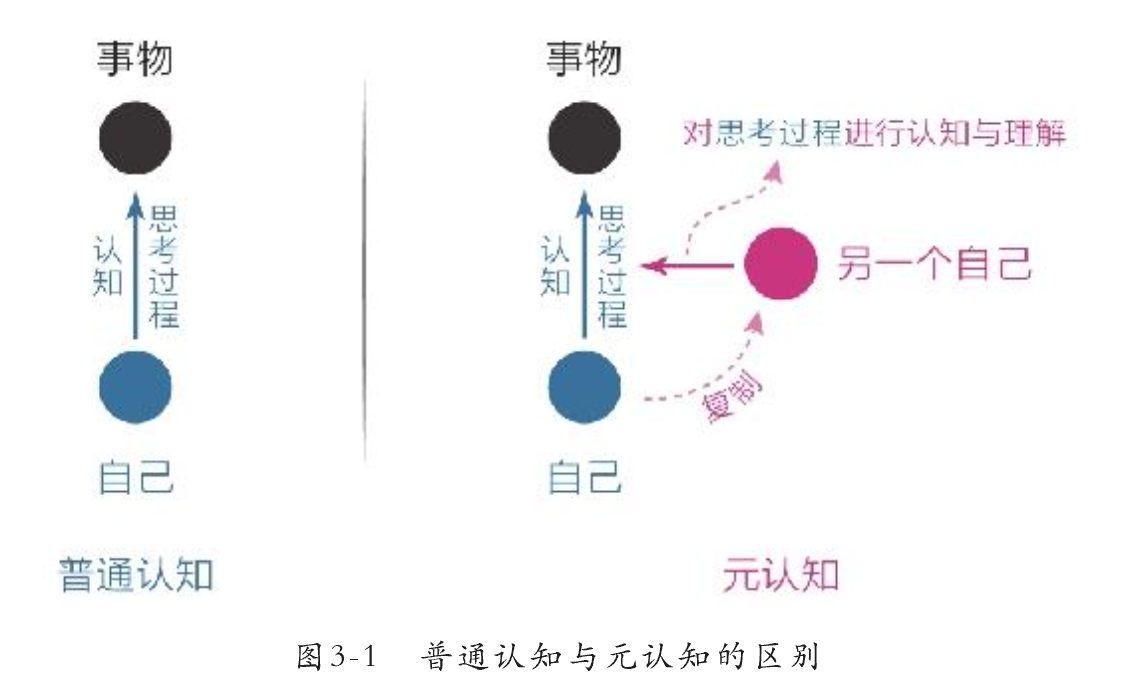 事物
认知
思考过程
自己
普通认知
事物
对思考过程进行认知与理解
认知
思考过程
另一个自己
复制
自己
元认知
图3-1 普通认知与元认知的区别